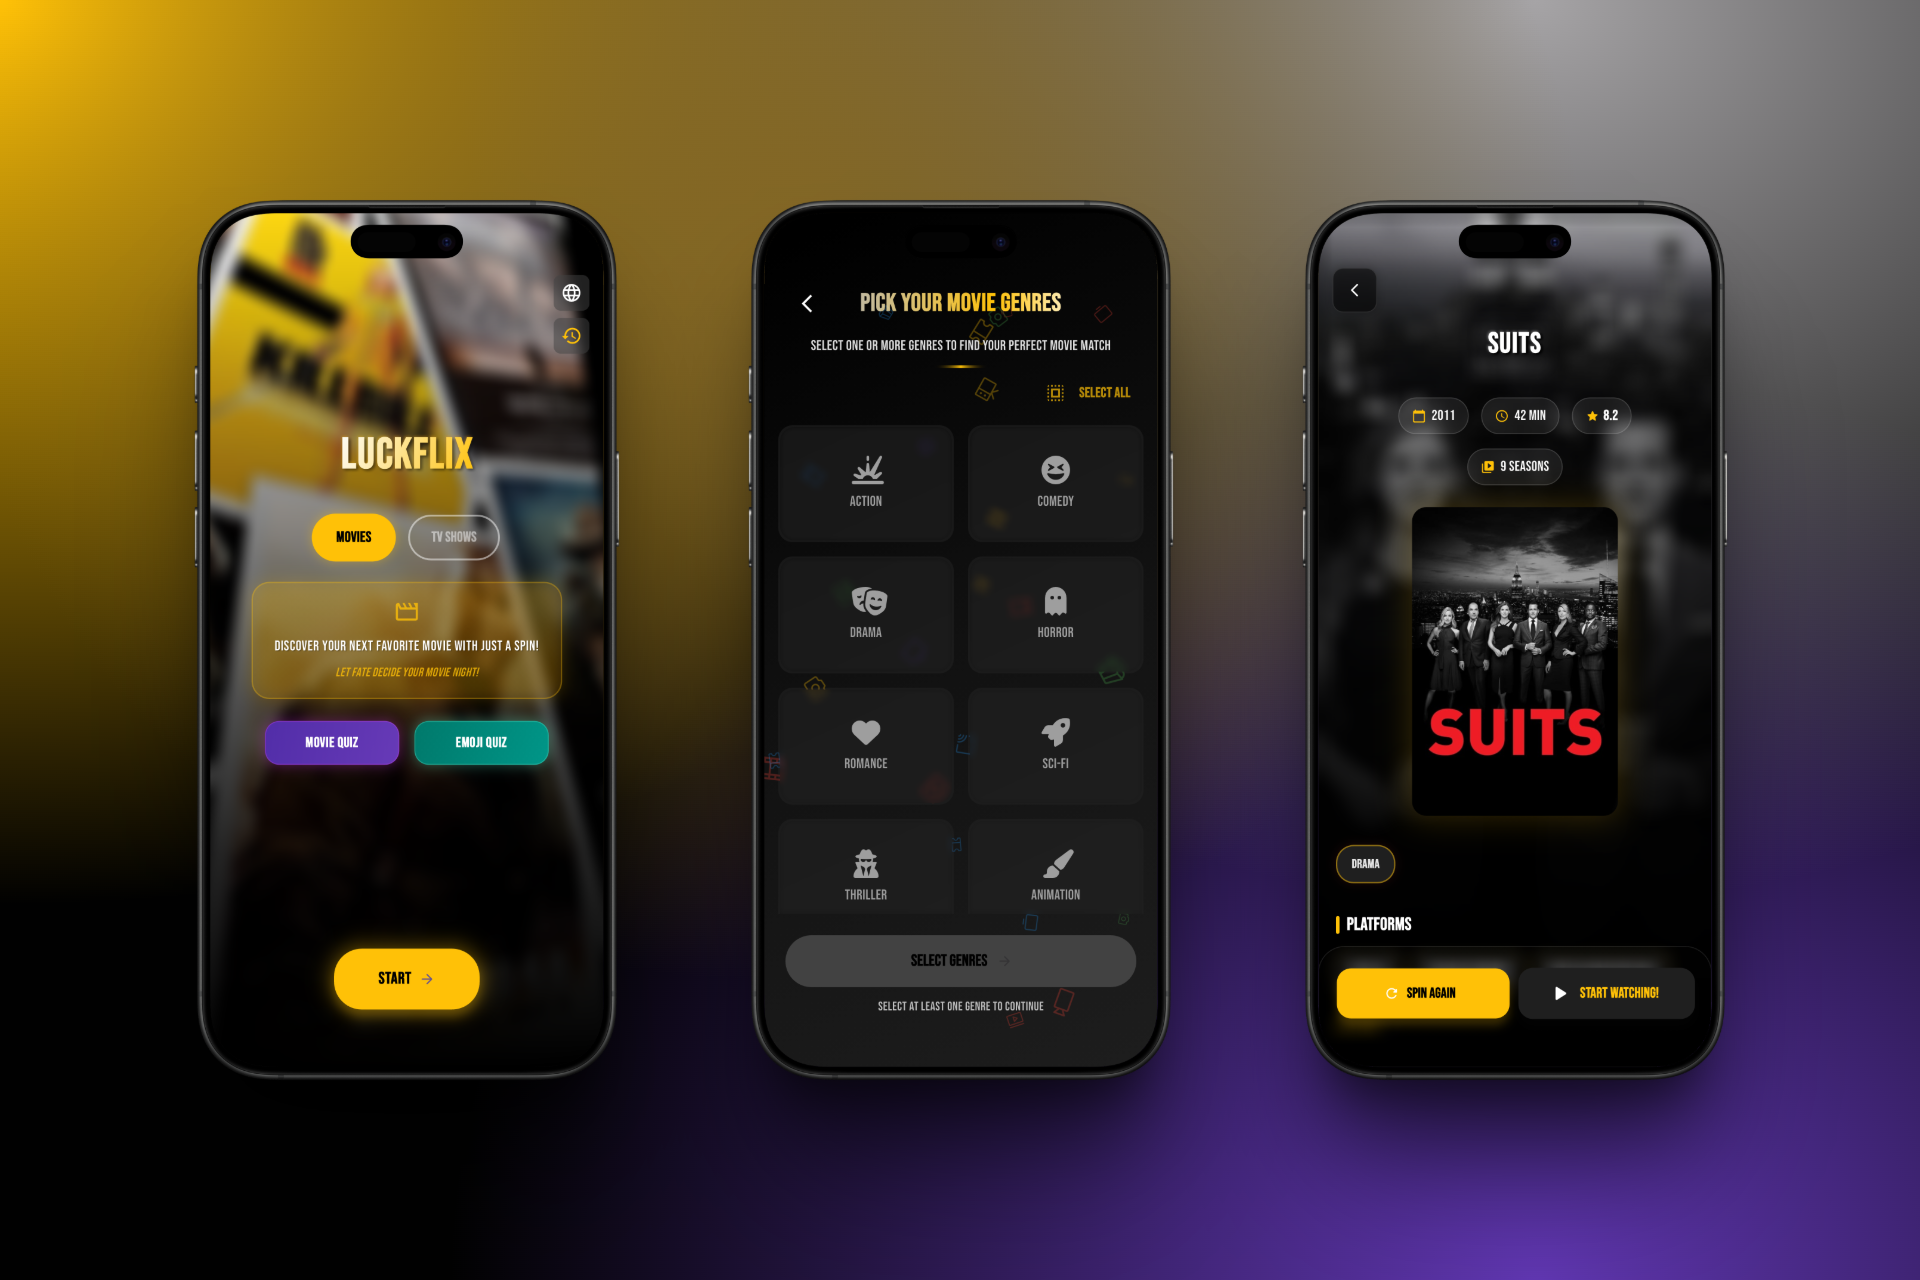 LUCKFLIX
MOVIES
TV SHOWS
DISCOVER YOUR NEXT FAVORITE MOVIE WITH JUST A SPIN!
LET FATE DECIDE YOUR MOVIE NIGHT!
MOVIE QUIZ
EMOJI QUIZ
START
PICK YOUR MOVIE GENRES
SELECT ONE OR MORE GENRES TO FIND YOUR PERFECT MOVIE MATCH
SELECT ALL
ACTION
COMEDY
DRAMA
HORROR
ROMANCE
SCI-FI
THRILLER
ANIMATION
SELECT GENRES
SELECT AT LEAST ONE GENRE TO CONTINUE
SUITS
2011
42 MIN
8.2
9 SEASONS
SUITS
DRAMA
PLATFORMS
SPIN AGAIN
START WATCHING!